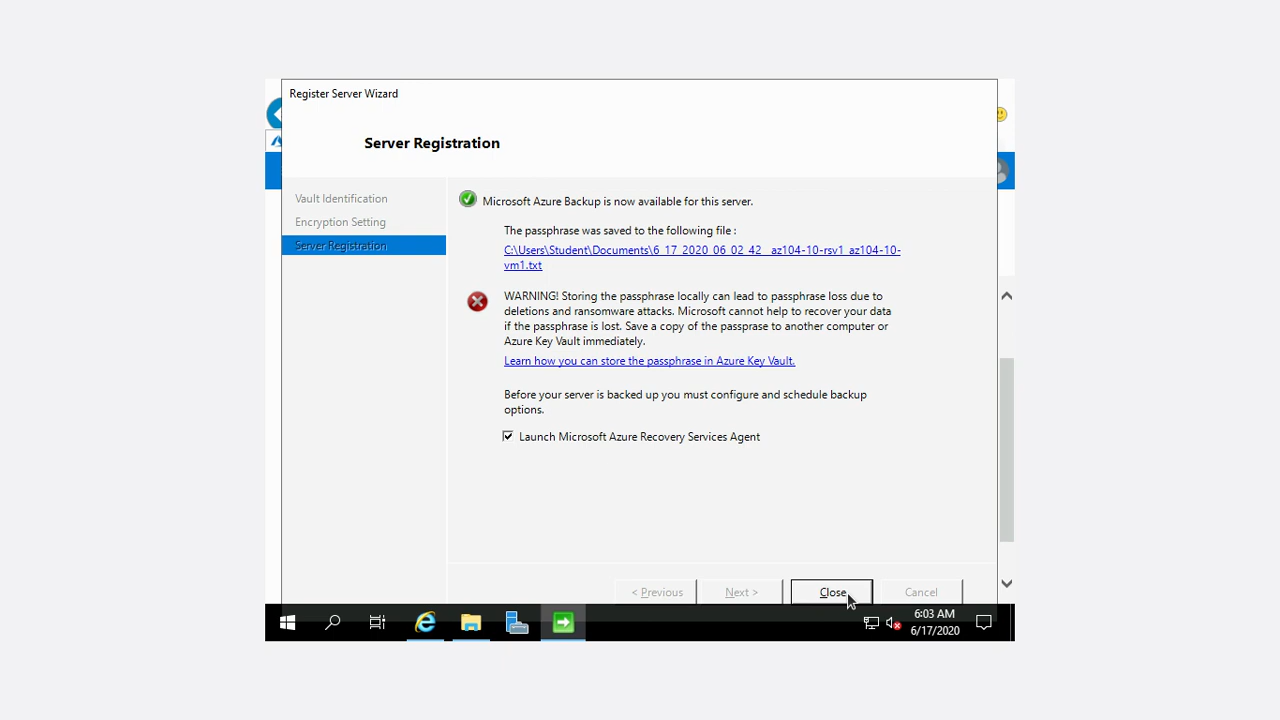 Register Server Wizard
Server Registration
Vault Identification
Encryption Setting
Server Registration
Microsoft Azure Backup is now available for this server.
The passphrase was saved to the following file :
C:\Users\Student\Documents\6_17_2020_06_02_42__az104-10-rsv1_az104-10-
vm1.txt
WARNING! Storing the passphrase locally can lead to passphrase loss due to
deletions and ransomware attacks. Microsoft cannot help to recover your data
if the passphrase is lost. Save a copy of the passprase to another computer or
Azure Key Vault immediately.
Learn how you can store the passphrase in Azure Key Vault.
Before your server is backed up you must configure and schedule backup
options.
Launch Microsoft Azure Recovery Services Agent
< Previous
Next >
Close
Cancel
6:03 AM
6/17/2020